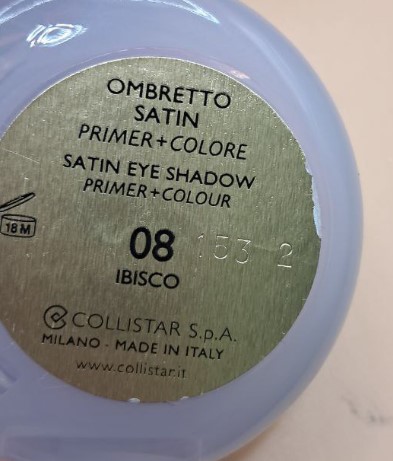 OMBRETTO
SATIN
PRIMER+COLORE
SATIN EYE SHADOW
PRIMER+COLOUR
18 M
08 153 2
IBISCO
COLLISTAR S.p.A.
MILANO - MADE IN ITALY
www.collistar.it